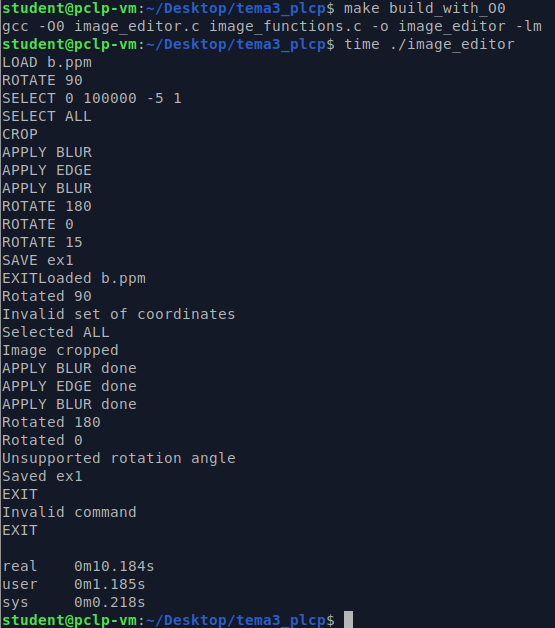 student@pclp-vm:~/Desktop/tema3_plcp$ make build_with_O0
gcc -O0 image_editor.c image_functions.c -o image_editor -lm
student@pclp-vm:~/Desktop/tema3_plcp$ time ./image_editor
LOAD b.ppm
ROTATE 90
SELECT 0 100000 -5 1
SELECT ALL
CROP
APPLY BLUR
APPLY EDGE
APPLY BLUR
ROTATE 180
ROTATE 0
ROTATE 15
SAVE ex1
EXITLoaded b.ppm
Rotated 90
Invalid set of coordinates
Selected ALL
Image cropped
APPLY BLUR done
APPLY EDGE done
APPLY BLUR done
Rotated 180
Rotated 0
Unsupported rotation angle
Saved ex1
EXIT
Invalid command
EXIT

real    0m10.184s
user    0m1.185s
sys     0m0.218s
student@pclp-vm:~/Desktop/tema3_plcp$